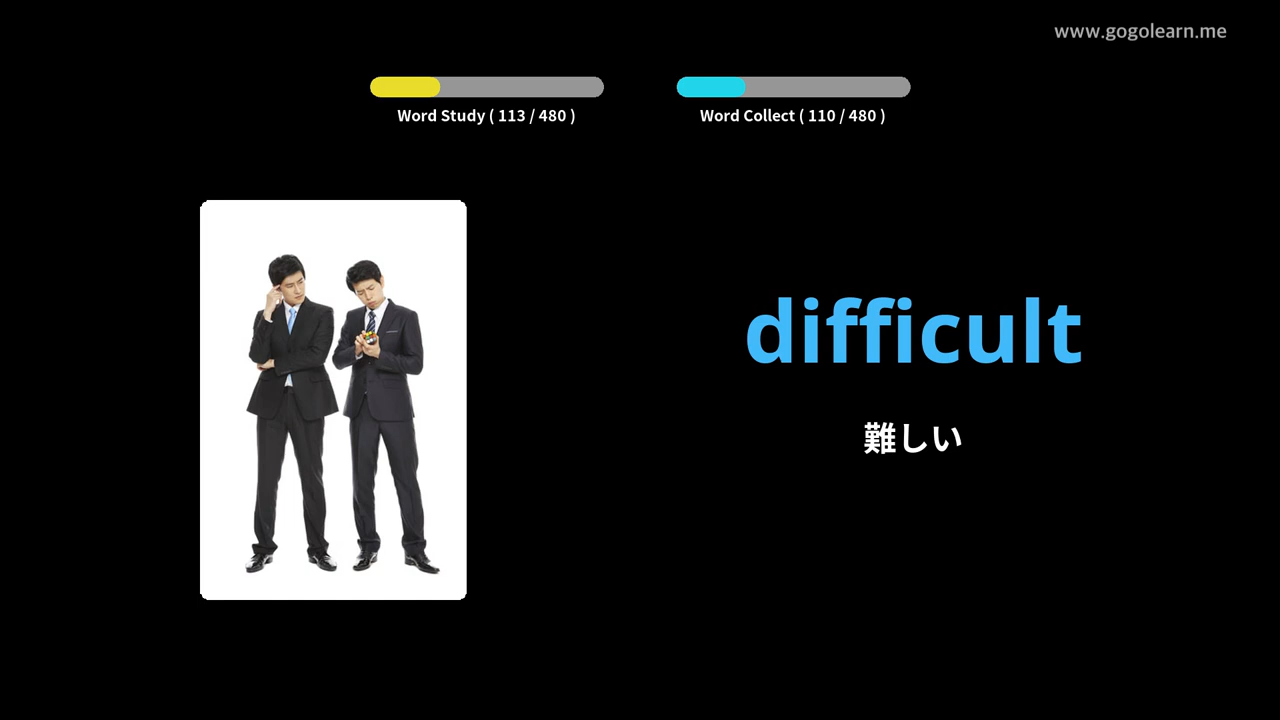 www.gogolearn.me
Word Study ( 113 / 480 )
Word Collect ( 110 / 480 )
difficult
難しい